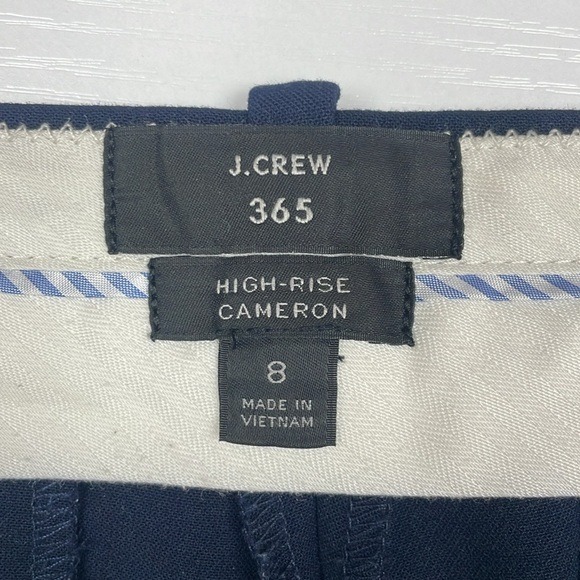 J.CREW
365
HIGH-RISE
CAMERON
8
MADE IN
VIETNAM